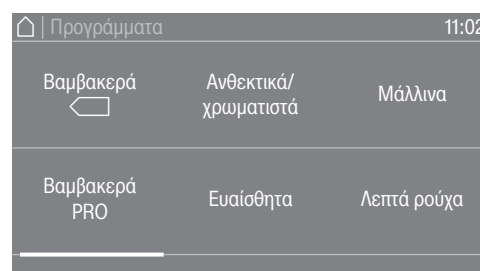 Προγράμματα 11:02
Βαμβακερά
Ανθεκτικά/
χρωματιστά
Μάλλινα
Βαμβακερά
PRO
Ευαίσθητα
Λεπτά ρούχα